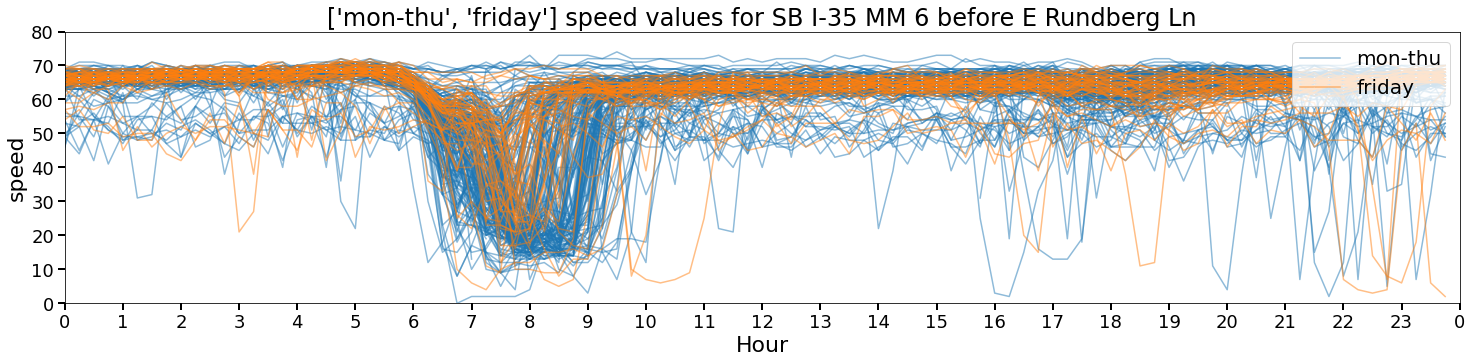 ['mon-thu', 'friday'] speed values for SB I-35 MM 6 before E Rundberg Ln
80
70
60
50
40
30
20
10
0
speed
mon-thu
friday
0 1 2 3 4 5 6 7 8 9 10 11 12 13 14 15 16 17 18 19 20 21 22 23 0
Hour